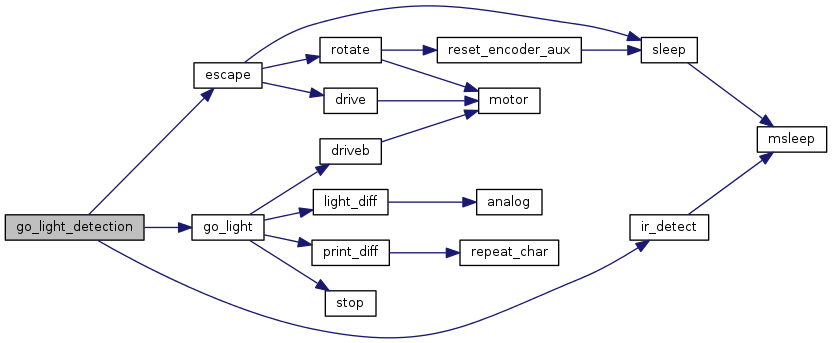 rotate
reset_encoder_aux
sleep
escape
drive
motor
msleep
driveb
light_diff
analog
go_light_detection
go_light
ir_detect
print_diff
repeat_char
stop